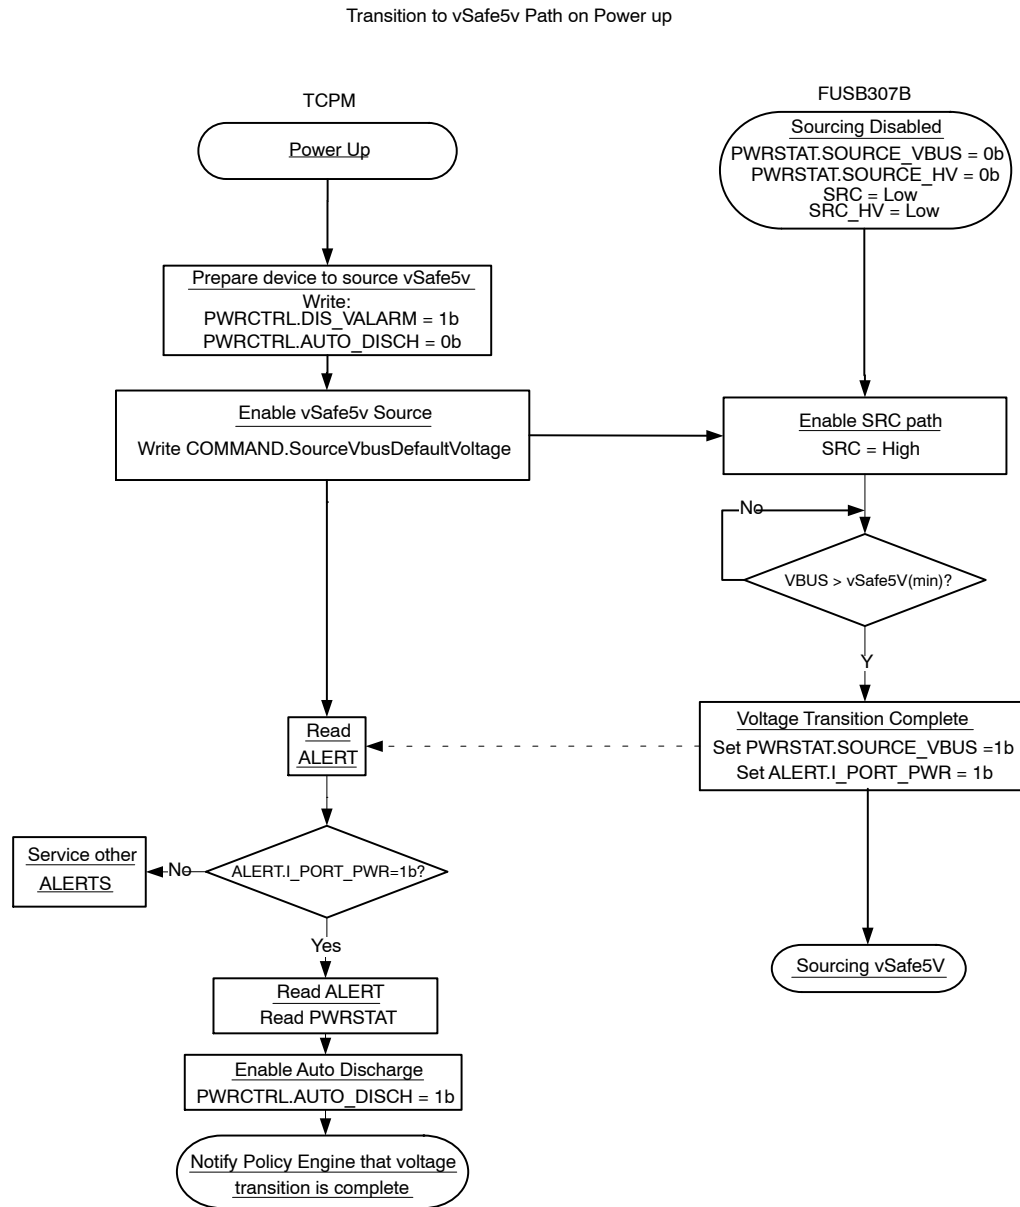 Transition to vSafe5v Path on Power up
TCPM
Power Up
Prepare device to source vSafe5v
Write:
PWRCTRL.DIS_VALARM = 1b
PWRCTRL.AUTO_DISCH = 0b
Enable vSafe5v Source
Write COMMAND.SourceVbusDefaultVoltage
FUSB307B
Sourcing Disabled
PWRSTAT.SOURCE_VBUS = 0b
PWRSTAT.SOURCE_HV = 0b
SRC = Low
SRC_HV = Low
Enable SRC path
SRC = High
No
VBUS > vSafe5V(min)?
Y
Voltage Transition Complete
Set PWRSTAT.SOURCE_VBUS =1b
Set ALERT.I_PORT_PWR = 1b
Sourcing vSafe5V
Read
ALERT
ALERT.I_PORT_PWR=1b?
No
Service other
ALERTS
Yes
Read ALERT
Read PWRSTAT
Enable Auto Discharge
PWRCTRL.AUTO_DISCH = 1b
Notify Policy Engine that voltage
transition is complete